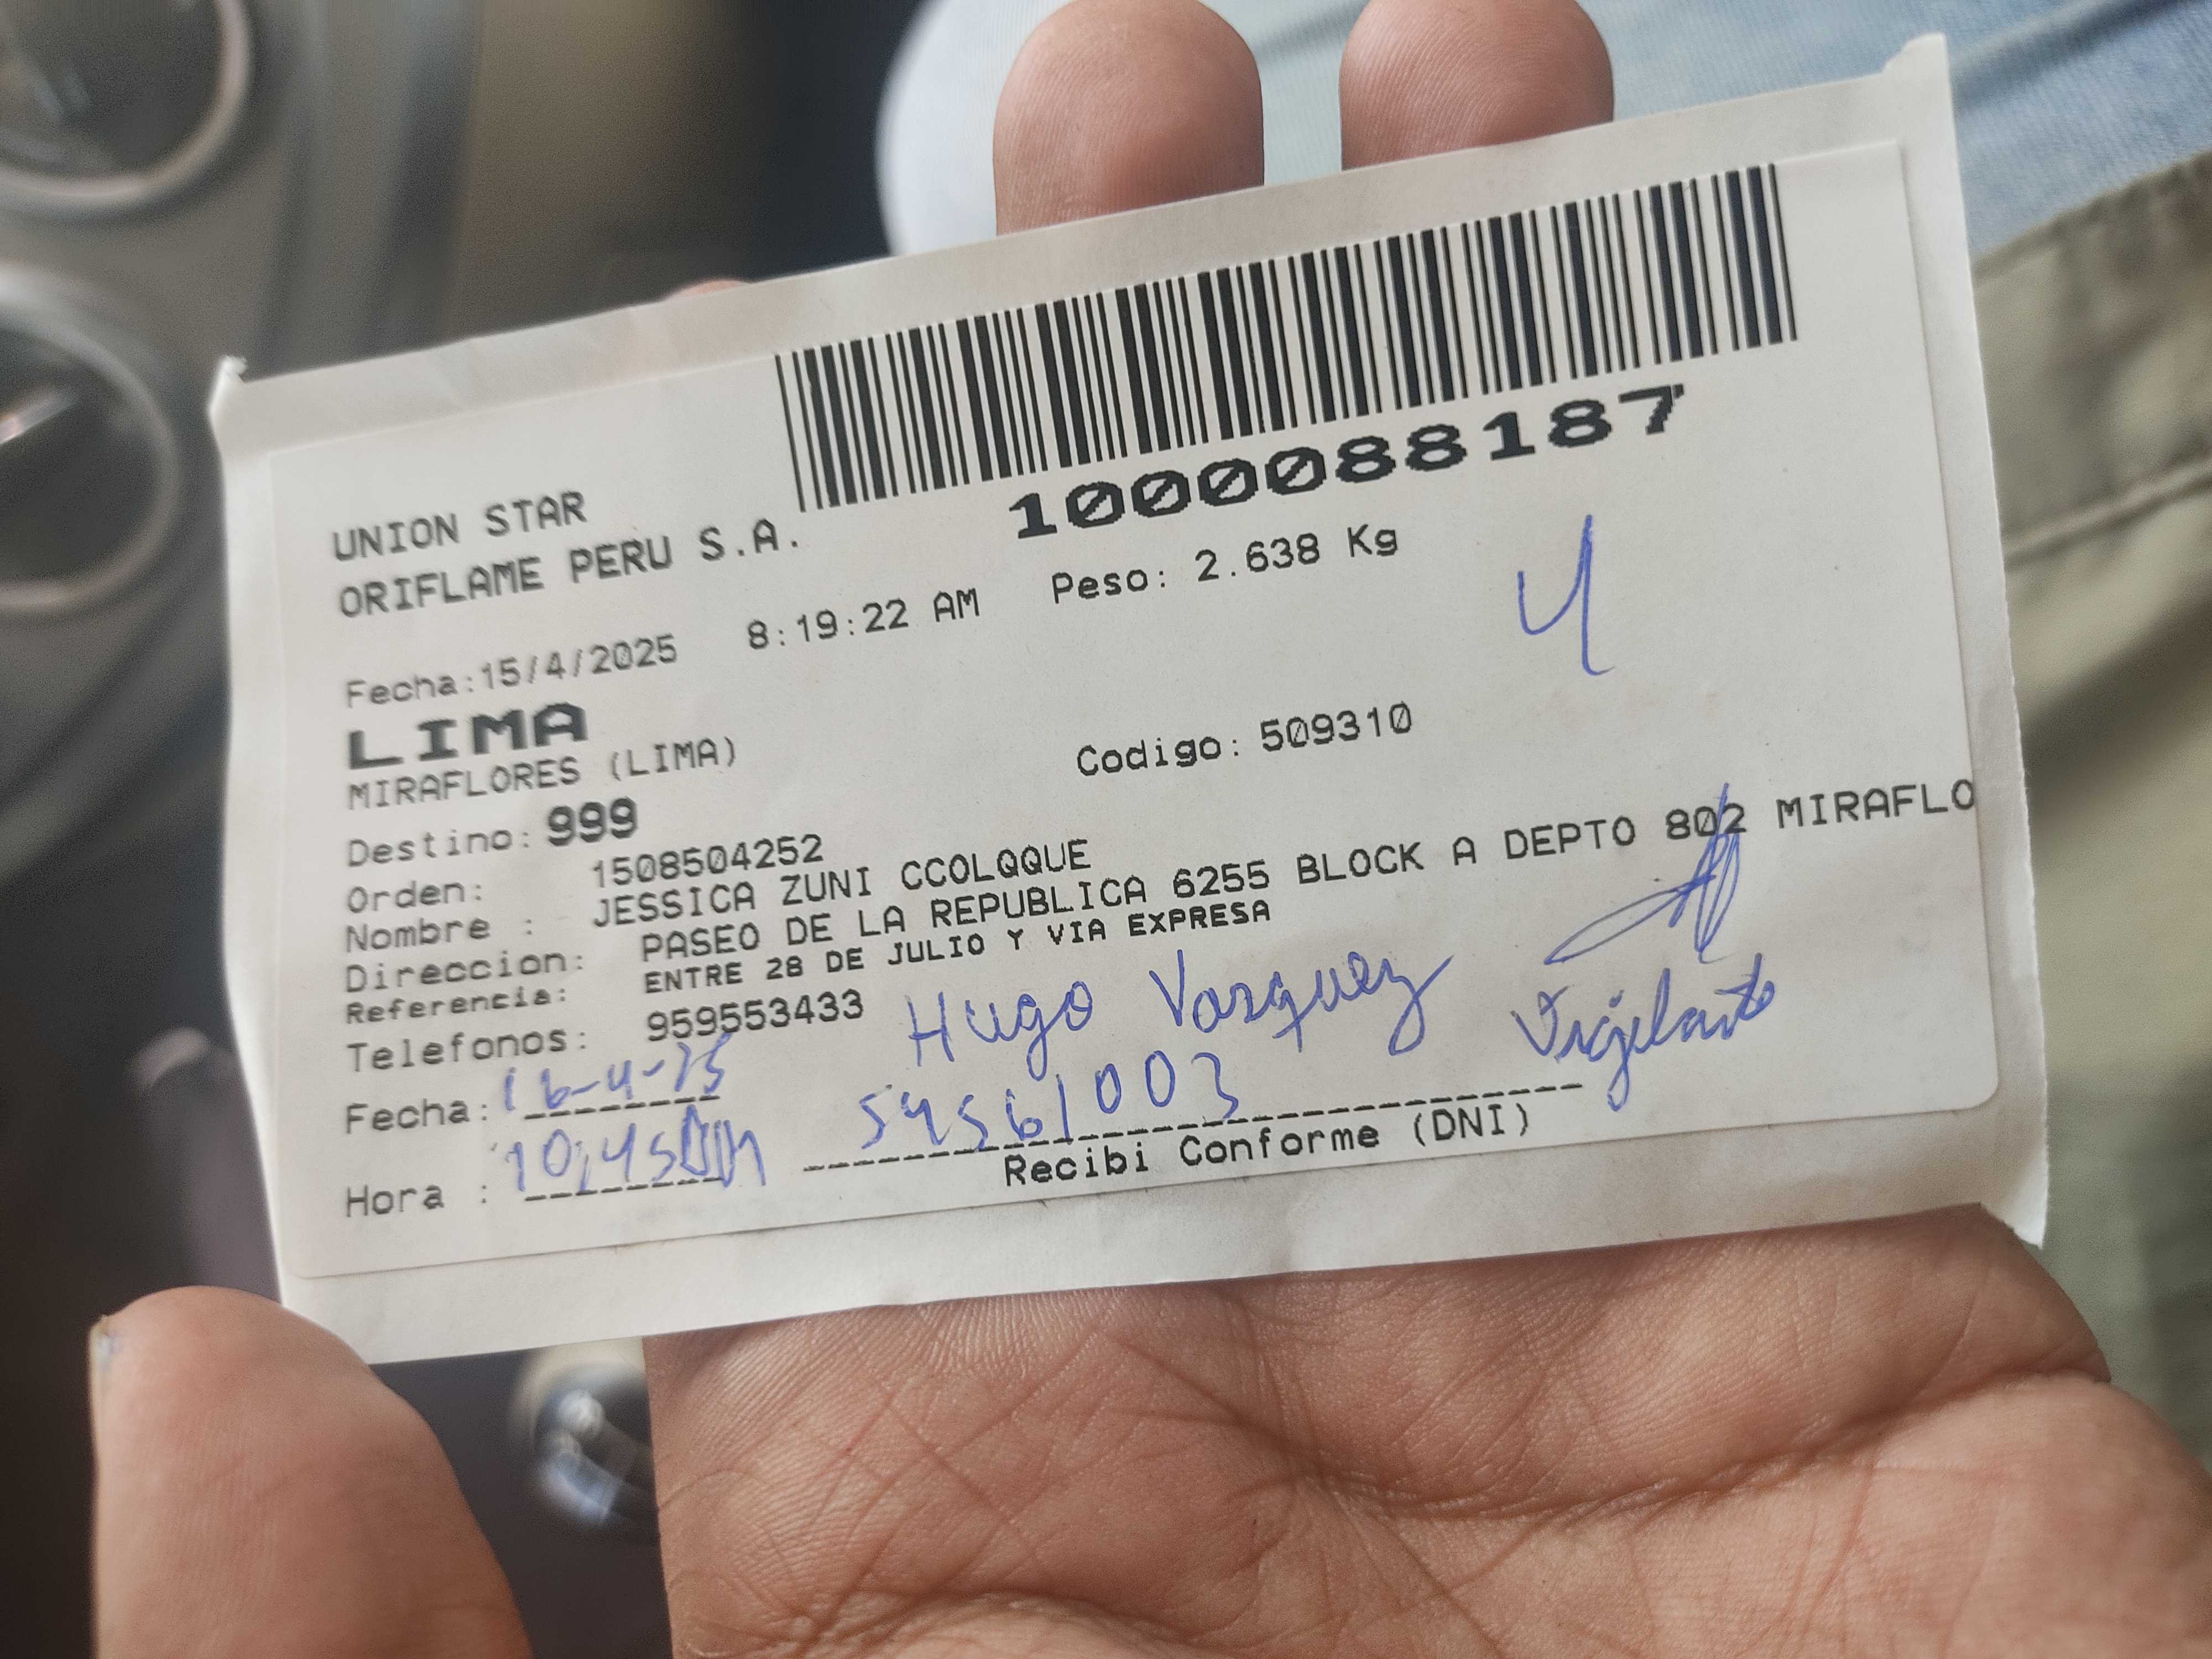 UNION STAR
ORIFLAME PERU S.A.
1000088187
Fecha:15/4/2025 8:19:22 AM Peso: 2.638 Kg
4
LIMA
MIRAFLORES (LIMA)
Codigo: 509310
Destino: 999
Orden: 1508504252
Nombre : JESSICA ZUNI CCOLQQUE
Direccion: PASEO DE LA REPUBLICA 6255 BLOCK A DEPTO 802 MIRAFLO
Referencia: ENTRE 28 DE JULIO Y VIA EXPRESA
Telefonos: 959553433
Hugo Vasquez
Vigilante
Fecha: 16-4-25
Hora : 10:45AM
Recibi Conforme (DNI)